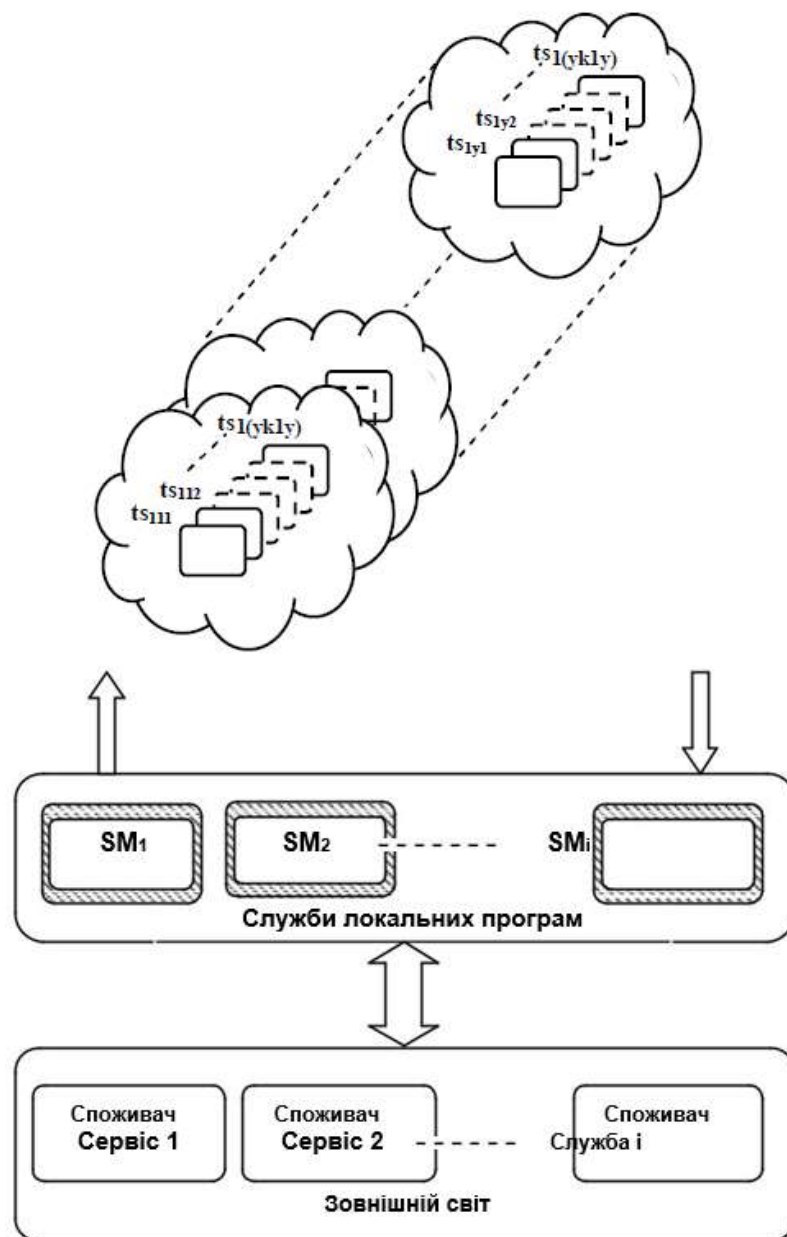 ts1(yk1y)
ts1y2
ts1y1
ts1(yk1y)
ts112
ts111
SM1
SM2
SMi
Служби локальних програм
Споживач
Сервіс 1
Споживач
Сервіс 2
Споживач
Служба і
Зовнішній світ